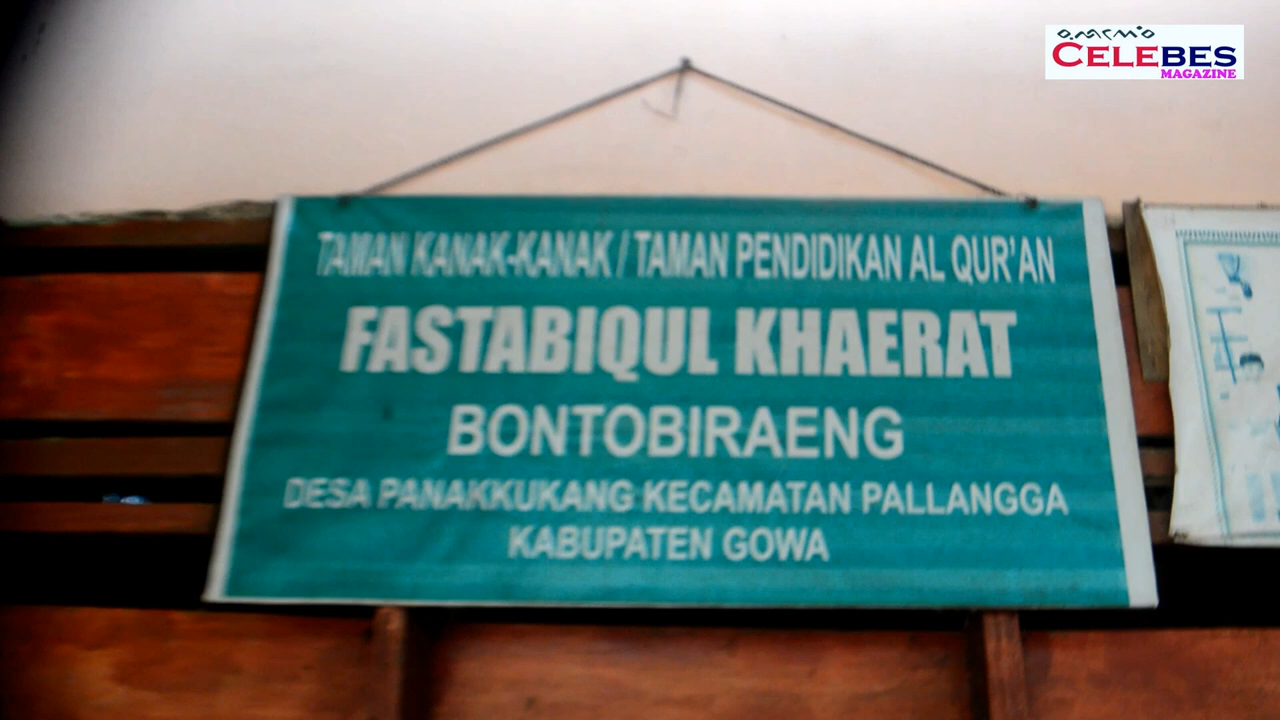 CELEBES
MAGAZINE
TAMAN KANAK-KANAK / TAMAN PENDIDIKAN AL QUR'AN
FASTABIQUL KHAERAT
BONTOBIRAENG
DESA PANAKKUKANG KECAMATAN PALLANGGA
KABUPATEN GOWA